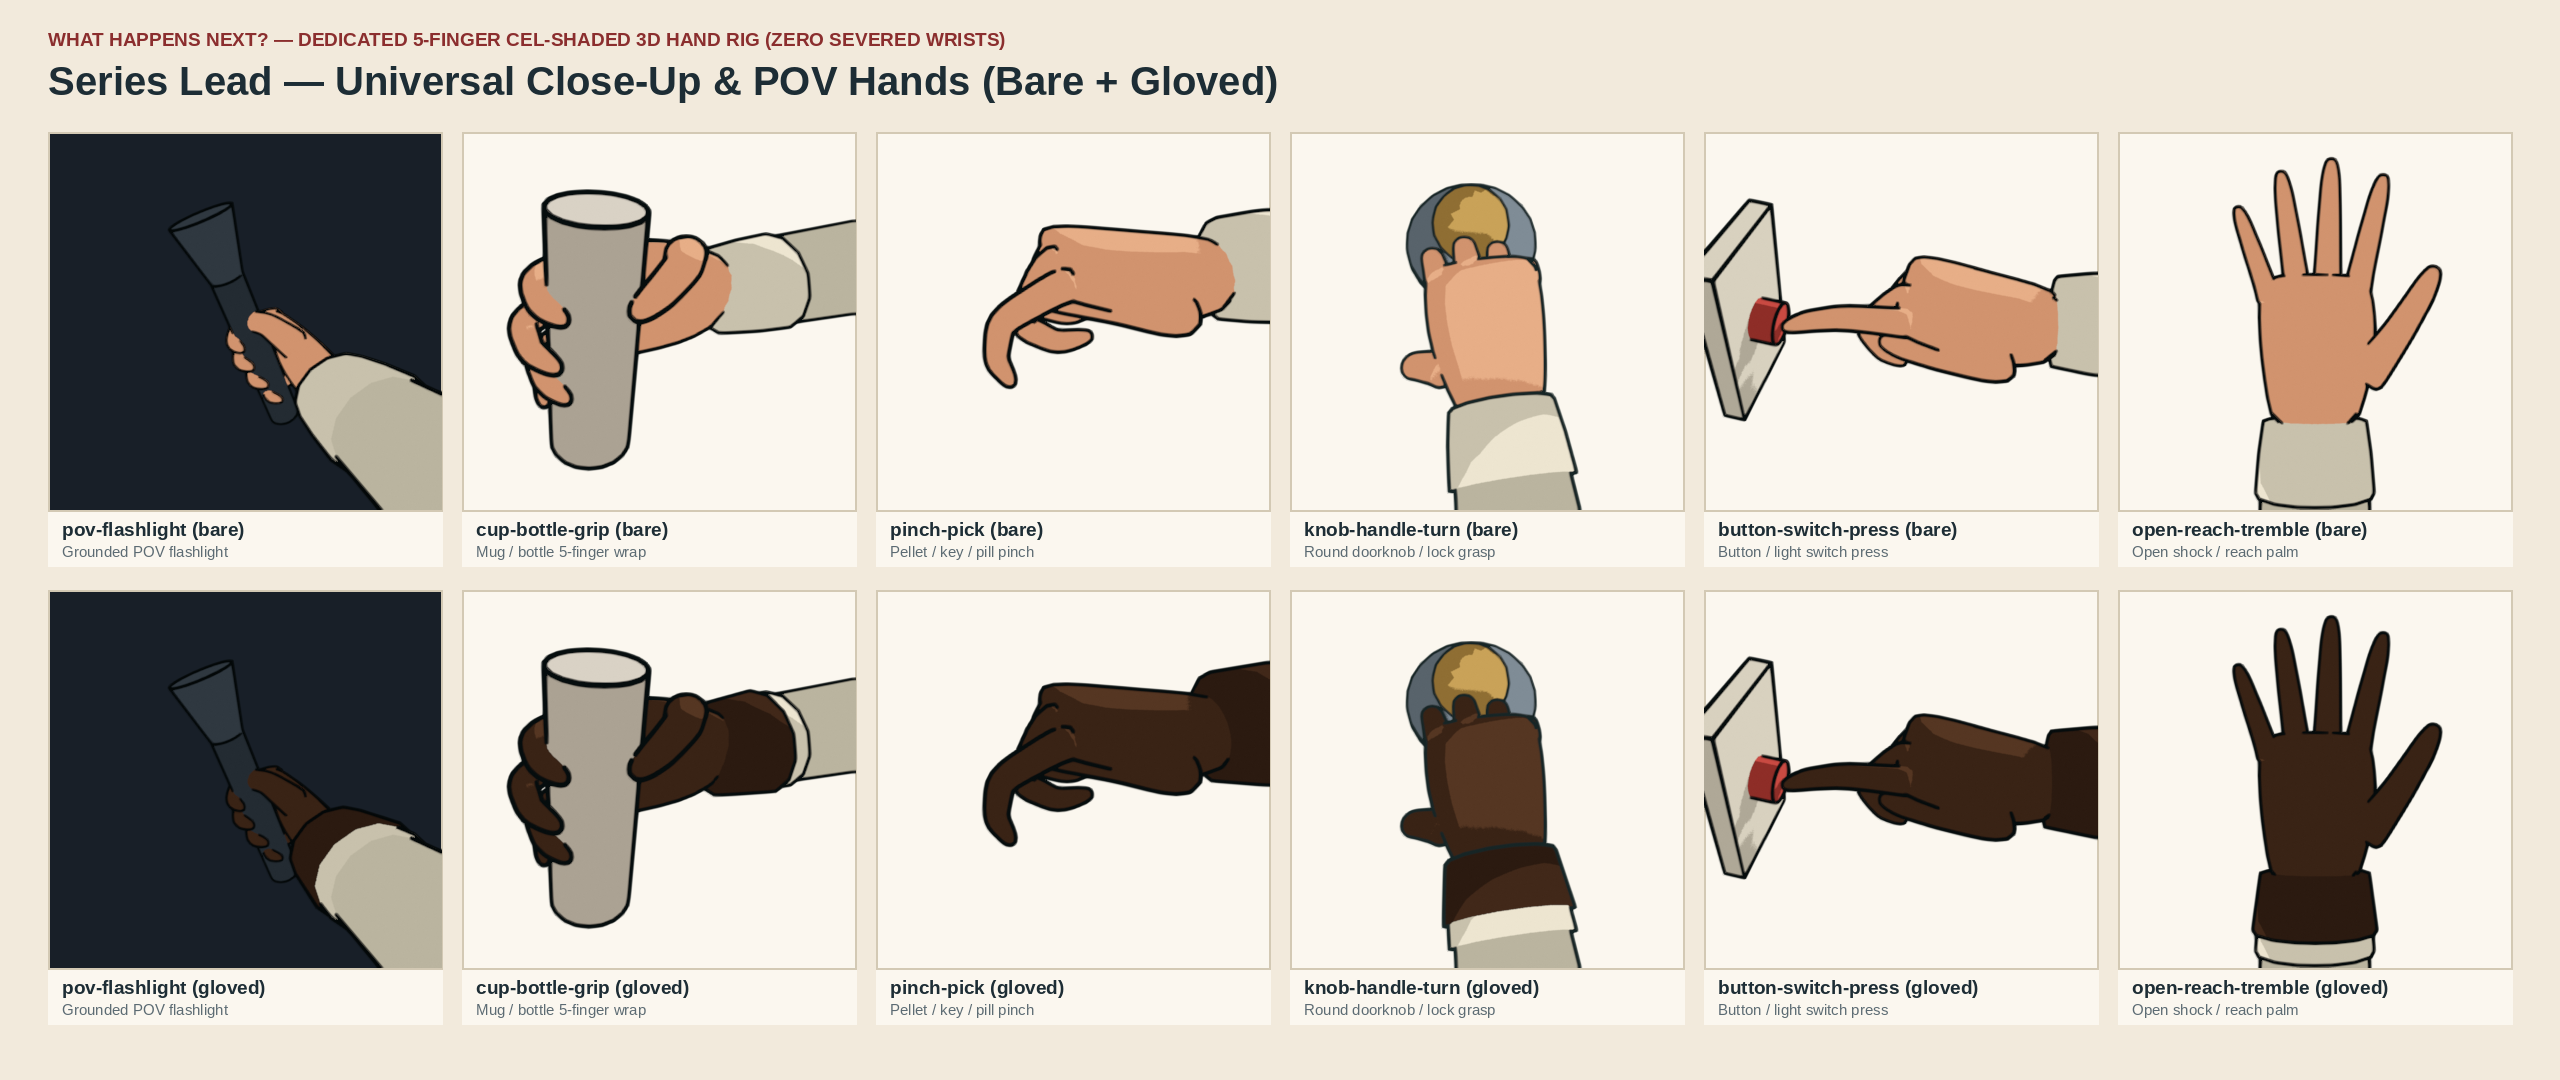 WHAT HAPPENS NEXT? — DEDICATED 5-FINGER CEL-SHADED 3D HAND RIG (ZERO SEVERED WRISTS)
Series Lead — Universal Close-Up & POV Hands (Bare + Gloved)
pov-flashlight (bare)
Grounded POV flashlight
cup-bottle-grip (bare)
Mug / bottle 5-finger wrap
pinch-pick (bare)
Pellet / key / pill pinch
knob-handle-turn (bare)
Round doorknob / lock grasp
button-switch-press (bare)
Button / light switch press
open-reach-tremble (bare)
Open shock / reach palm
pov-flashlight (gloved)
Grounded POV flashlight
cup-bottle-grip (gloved)
Mug / bottle 5-finger wrap
pinch-pick (gloved)
Pellet / key / pill pinch
knob-handle-turn (gloved)
Round doorknob / lock grasp
button-switch-press (gloved)
Button / light switch press
open-reach-tremble (gloved)
Open shock / reach palm